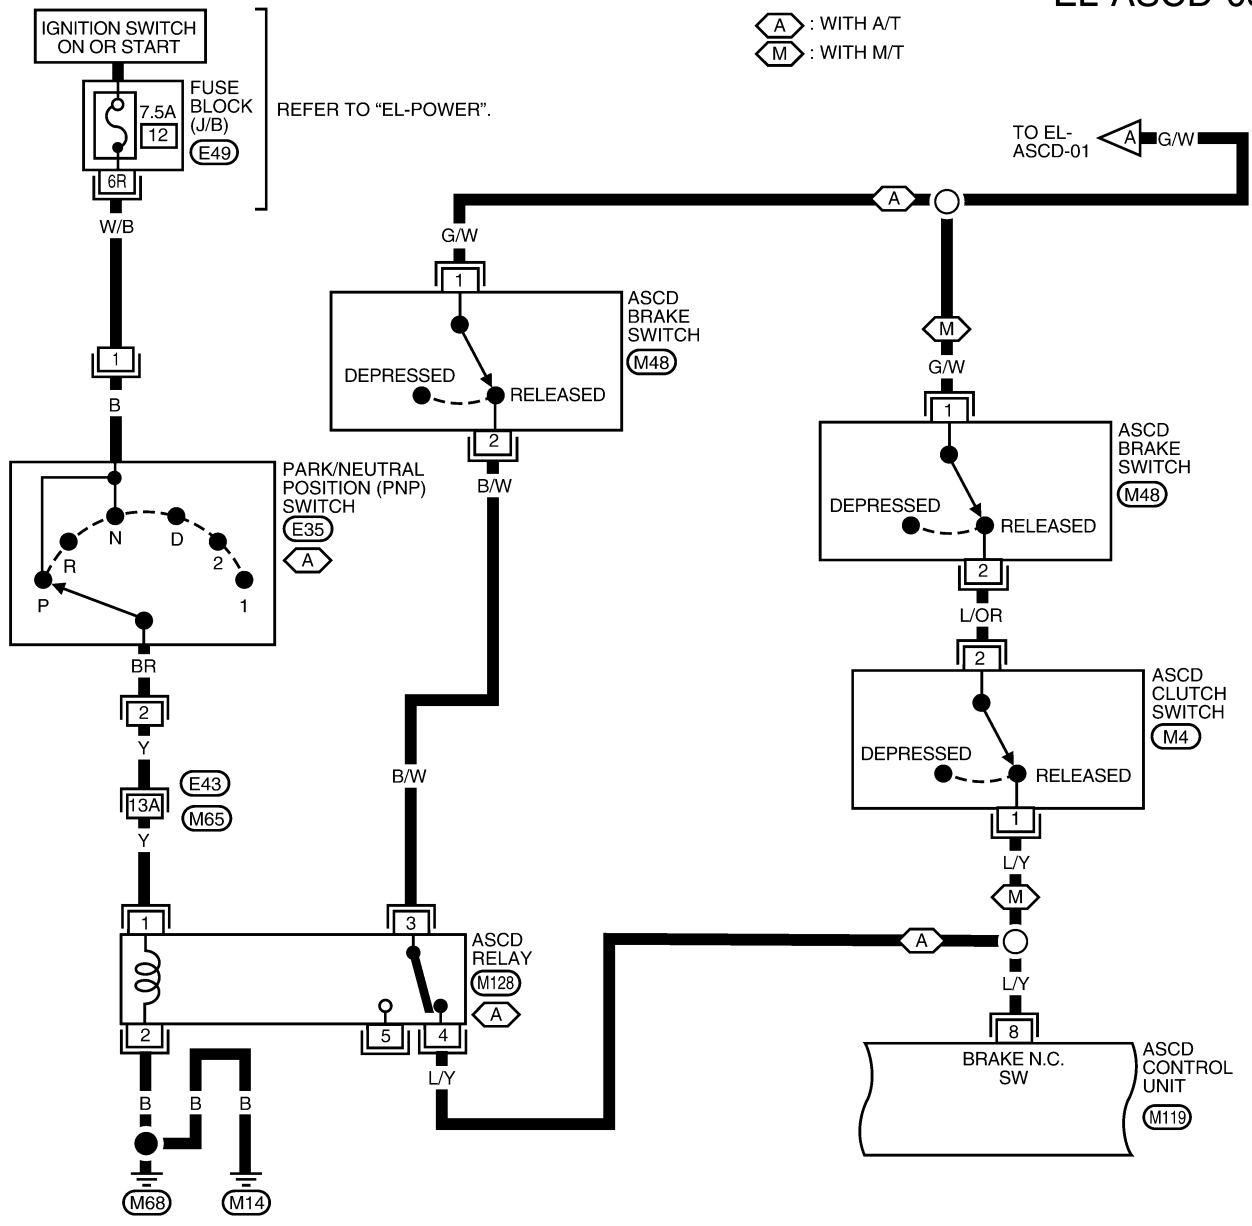 IGNITION SWITCH
ON OR START
FUSE
BLOCK
(J/B)
7.5A
12
E49
6R
REFER TO “EL-POWER”.
A : WITH A/T
M : WITH M/T
TO EL-
ASCD-01
A
G/W
W/B
1
B
PARK/NEUTRAL
POSITION (PNP)
SWITCH
E35
A
P
R
N
D
2
1
BR
2
Y
13A
E43
M65
Y
1
A
G/W
1
ASCD
BRAKE
SWITCH
M48
DEPRESSED
RELEASED
2
B/W
B/W
3
ASCD
RELAY
M128
A
2
5
4
L/Y
B
B
B
M68
M14
M
G/W
1
ASCD
BRAKE
SWITCH
M48
DEPRESSED
RELEASED
2
L/OR
2
ASCD
CLUTCH
SWITCH
M4
DEPRESSED
RELEASED
1
L/Y
M
A
L/Y
8
BRAKE N.C.
SW
ASCD
CONTROL
UNIT
M119